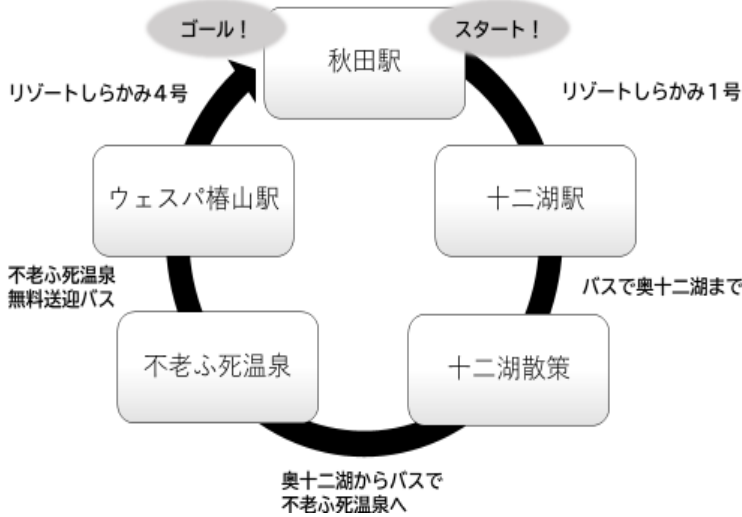 ゴール！
スタート！
秋田駅
リゾートしらかみ4号
リゾートしらかみ1号
ウェスパ椿山駅
十二湖駅
不老ふ死温泉
無料送迎バス
バスで奥十二湖まで
不老ふ死温泉
十二湖散策
奥十二湖からバスで
不老ふ死温泉へ